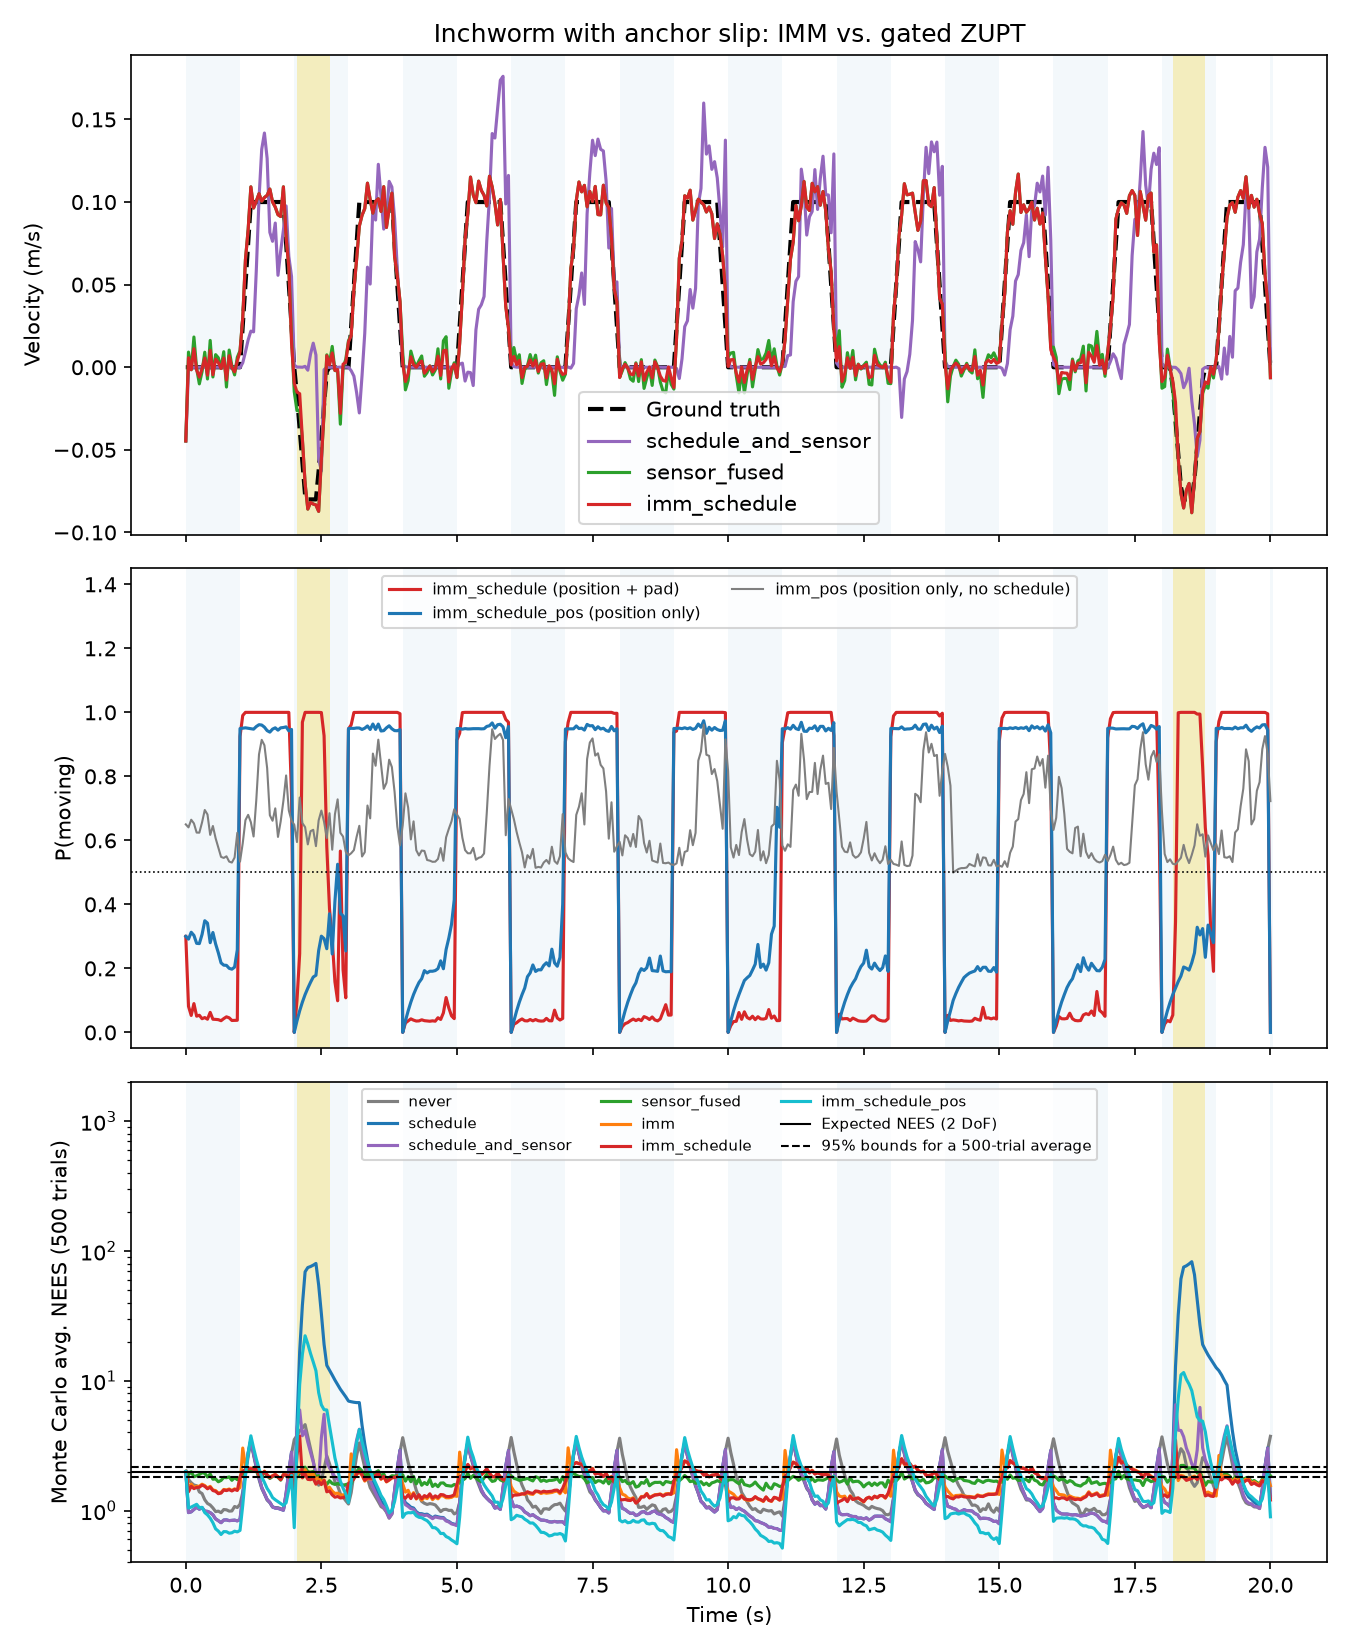 Inchworm with anchor slip: IMM vs. gated ZUPT
Velocity (m/s)
0.15
0.10
0.05
0.00
−0.05
−0.10
Ground truth
schedule_and_sensor
sensor_fused
imm_schedule
P(moving)
1.4
1.2
1.0
0.8
0.6
0.4
0.2
0.0
imm_schedule (position + pad)
imm_schedule_pos (position only)
imm_pos (position only, no schedule)
Monte Carlo avg. NEES (500 trials)
10³
10²
10¹
10⁰
never
schedule
schedule_and_sensor
sensor_fused
imm
imm_schedule
imm_schedule_pos
Expected NEES (2 DoF)
95% bounds for a 500-trial average
0.0 2.5 5.0 7.5 10.0 12.5 15.0 17.5 20.0
Time (s)